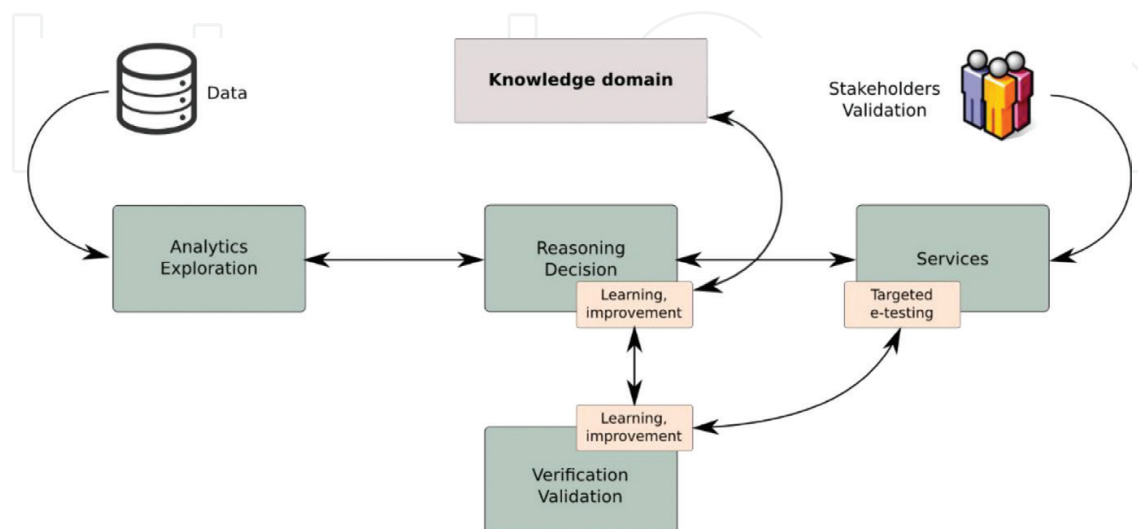 Data
Knowledge domain
Stakeholders
Validation
Analytics
Exploration
Reasoning
Decision
Services
Learning,
improvement
Targeted
e-testing
Learning,
improvement
Verification
Validation